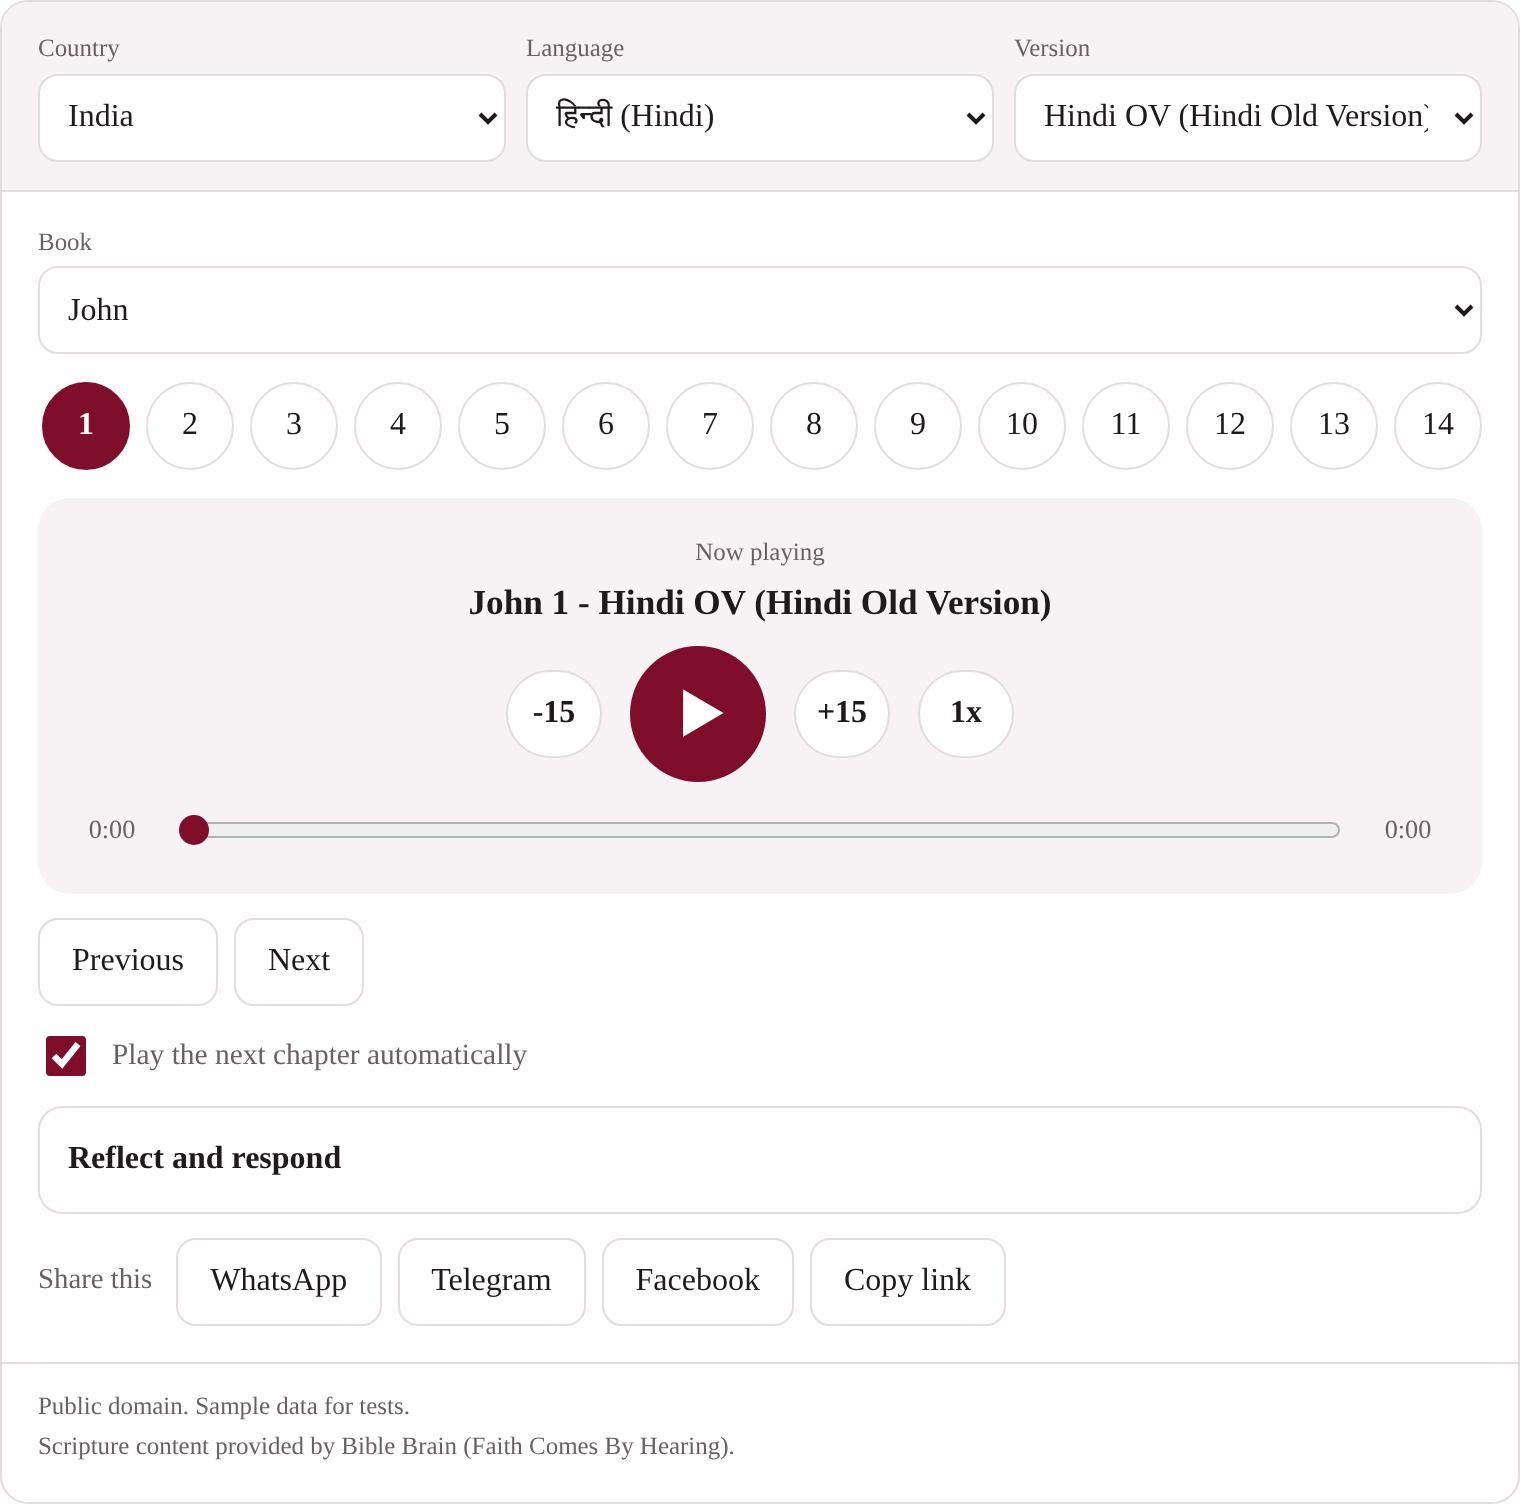 Country Language Version
India हिन्दी (Hindi) Hindi OV (Hindi Old Version)
Book
John
1 2 3 4 5 6 7 8 9 10 11 12 13 14
Now playing
John 1 - Hindi OV (Hindi Old Version)
-15 +15 1x
0:00 0:00
Previous Next
Play the next chapter automatically
Reflect and respond
Share this WhatsApp Telegram Facebook Copy link
Public domain. Sample data for tests.
Scripture content provided by Bible Brain (Faith Comes By Hearing).